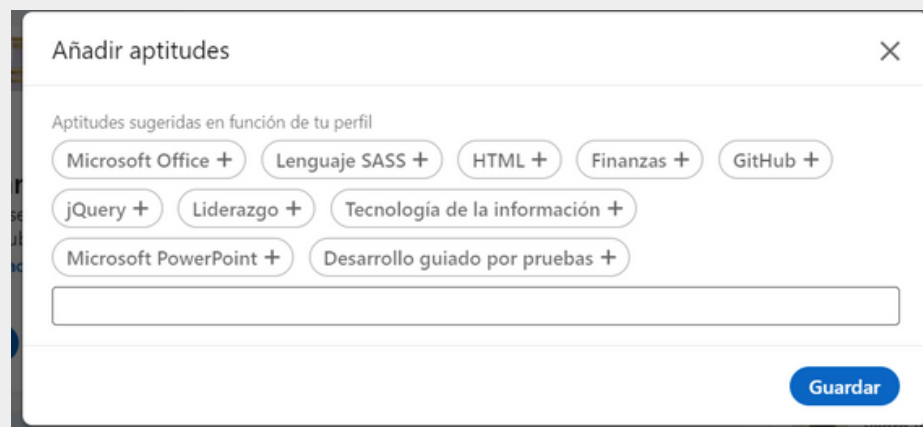 Añadir aptitudes
Aptitudes sugeridas en función de tu perfil
Microsoft Office + Lenguaje SASS + HTML + Finanzas + GitHub +
jQuery + Liderazgo + Tecnología de la información +
Microsoft PowerPoint + Desarrollo guiado por pruebas +
Guardar